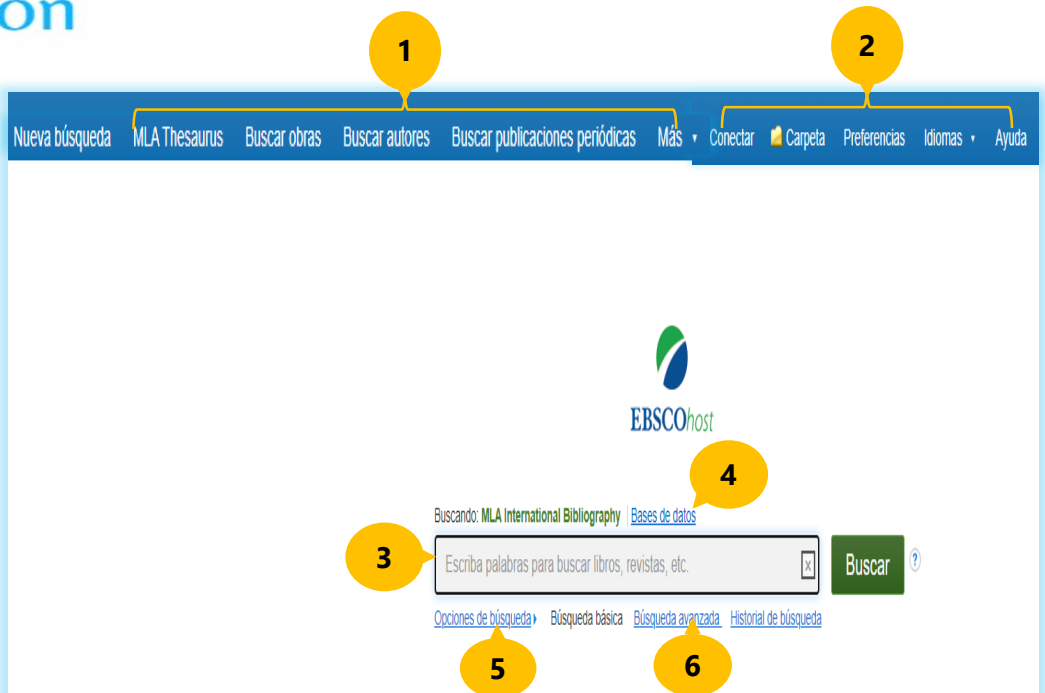 on
1
2
Nueva búsqueda MLA Thesaurus Buscar obras Buscar autores Buscar publicaciones periódicas Más Conectar Carpeta Preferencias Idiomas Ayuda
EBSCOhost
4
Buscando: MLA International Bibliography | Bases de datos
3
Escriba palabras para buscar libros, revistas, etc. x Buscar ?
Opciones de búsqueda Búsqueda básica Búsqueda avanzada Historial de búsqueda
5
6